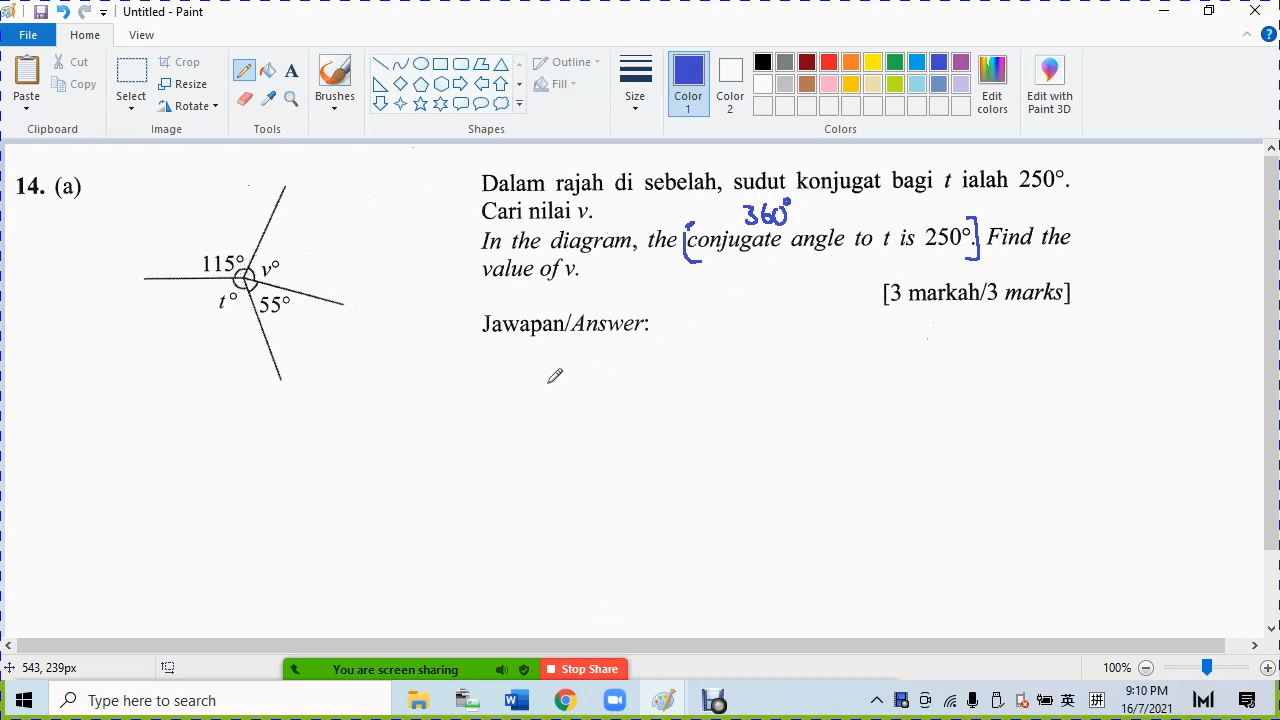 Untitled - Paint
File Home View
Paste Cut Copy Clipboard
Select Crop Resize Rotate Image
Tools
Brushes
Shapes
Outline Fill
Size
Color 1 Color 2
Colors
Edit colors
Edit with Paint 3D
14. (a)
115°
v°
t°
55°
Dalam rajah di sebelah, sudut konjugat bagi t ialah 250°.
Cari nilai v.
360°
In the diagram, the [conjugate angle to t is 250°.] Find the
value of v.
[3 markah/3 marks]
Jawapan/Answer:
543, 239px
100%
You are screen sharing
Stop Share
Type here to search
英
拼
9:10 PM
16/7/2021